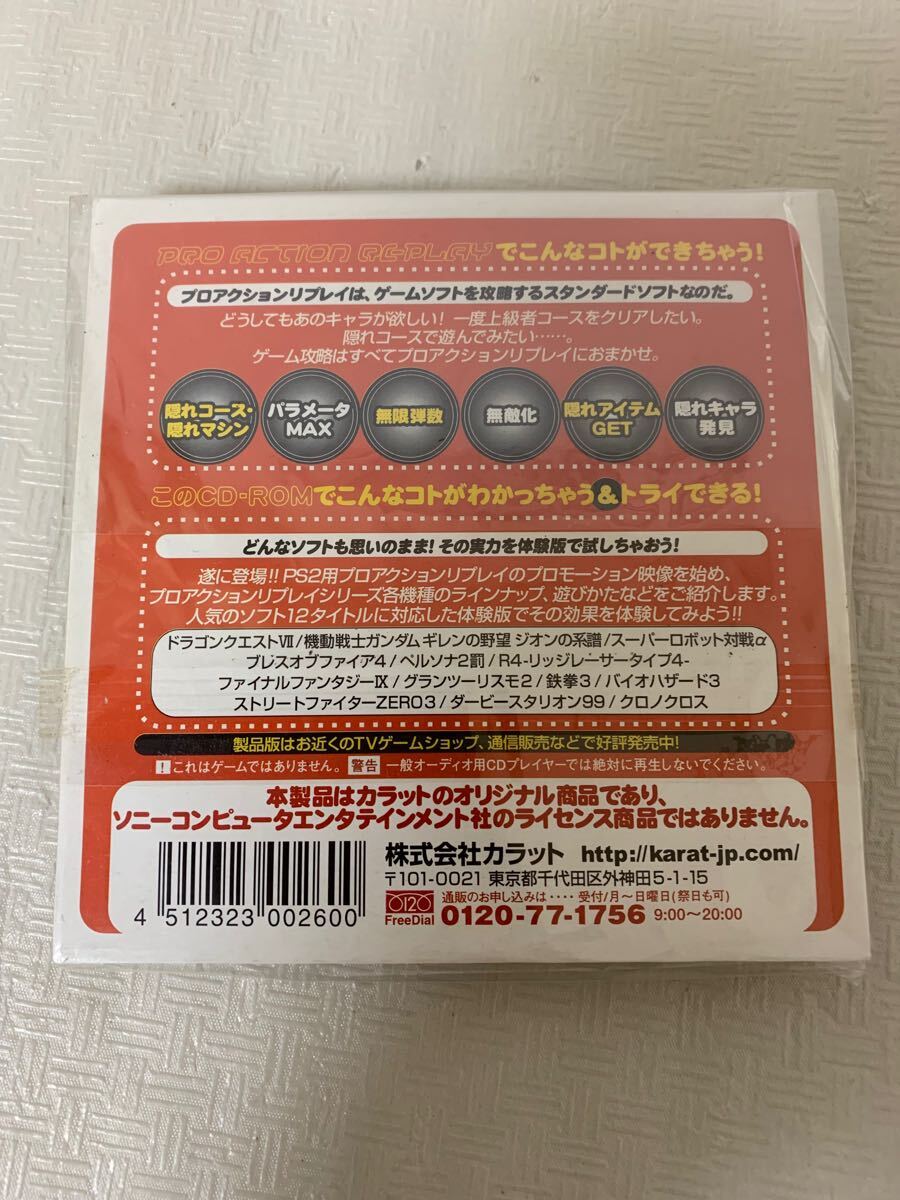 PRO ACTION REPLAYでこんなコトができちゃう!
プロアクションリプレイは、ゲームソフトを攻略するスタンダードソフトなのだ。
どうしてもあのキャラが欲しい! 一度上級者コースをクリアしたい。
隠れコースで遊んでみたい……。
ゲーム攻略はすべてプロアクションリプレイにおまかせ。
隠れコース・
隠れマシン
パラメータ
MAX
無限弾数
無敵化
隠れアイテム
GET
隠れキャラ
発見
このCD-ROMでこんなコトがわかっちゃう&トライできる!
どんなソフトも思いのまま! その実力を体験版で試しちゃおう!
遂に登場!! PS2用プロアクションリプレイのプロモーション映像を始め、
プロアクションリプレイシリーズ各機種のラインナップ、遊びかたなどをご紹介します。
人気のソフト12タイトルに対応した体験版でその効果を体験してみよう!!
ドラゴンクエストⅦ/機動戦士ガンダム ギレンの野望 ジオンの系譜/スーパーロボット対戦α
ブレスオブファイア4/ペルソナ2罰/R4-リッジレーサータイプ4-
ファイナルファンタジーⅨ/グランツーリスモ2/鉄拳3/バイオハザード3
ストリートファイターZERO3/ダービースタリオン99/クロノクロス
製品版はお近くのTVゲームショップ、通信販売などで好評発売中!
! これはゲームではありません。 警告 一般オーディオ用CDプレイヤーでは絶対に再生しないでください。
本製品はカラットのオリジナル商品であり、
ソニーコンピュータエンタテインメント社のライセンス商品ではありません。
株式会社カラット http://karat-jp.com/
〒101-0021 東京都千代田区外神田5-1-15
通販のお申し込みは・・・・ 受付/月〜日曜日(祭日も可)
0120 FreeDial 0120-77-1756 9:00〜20:00
4 512323 002600